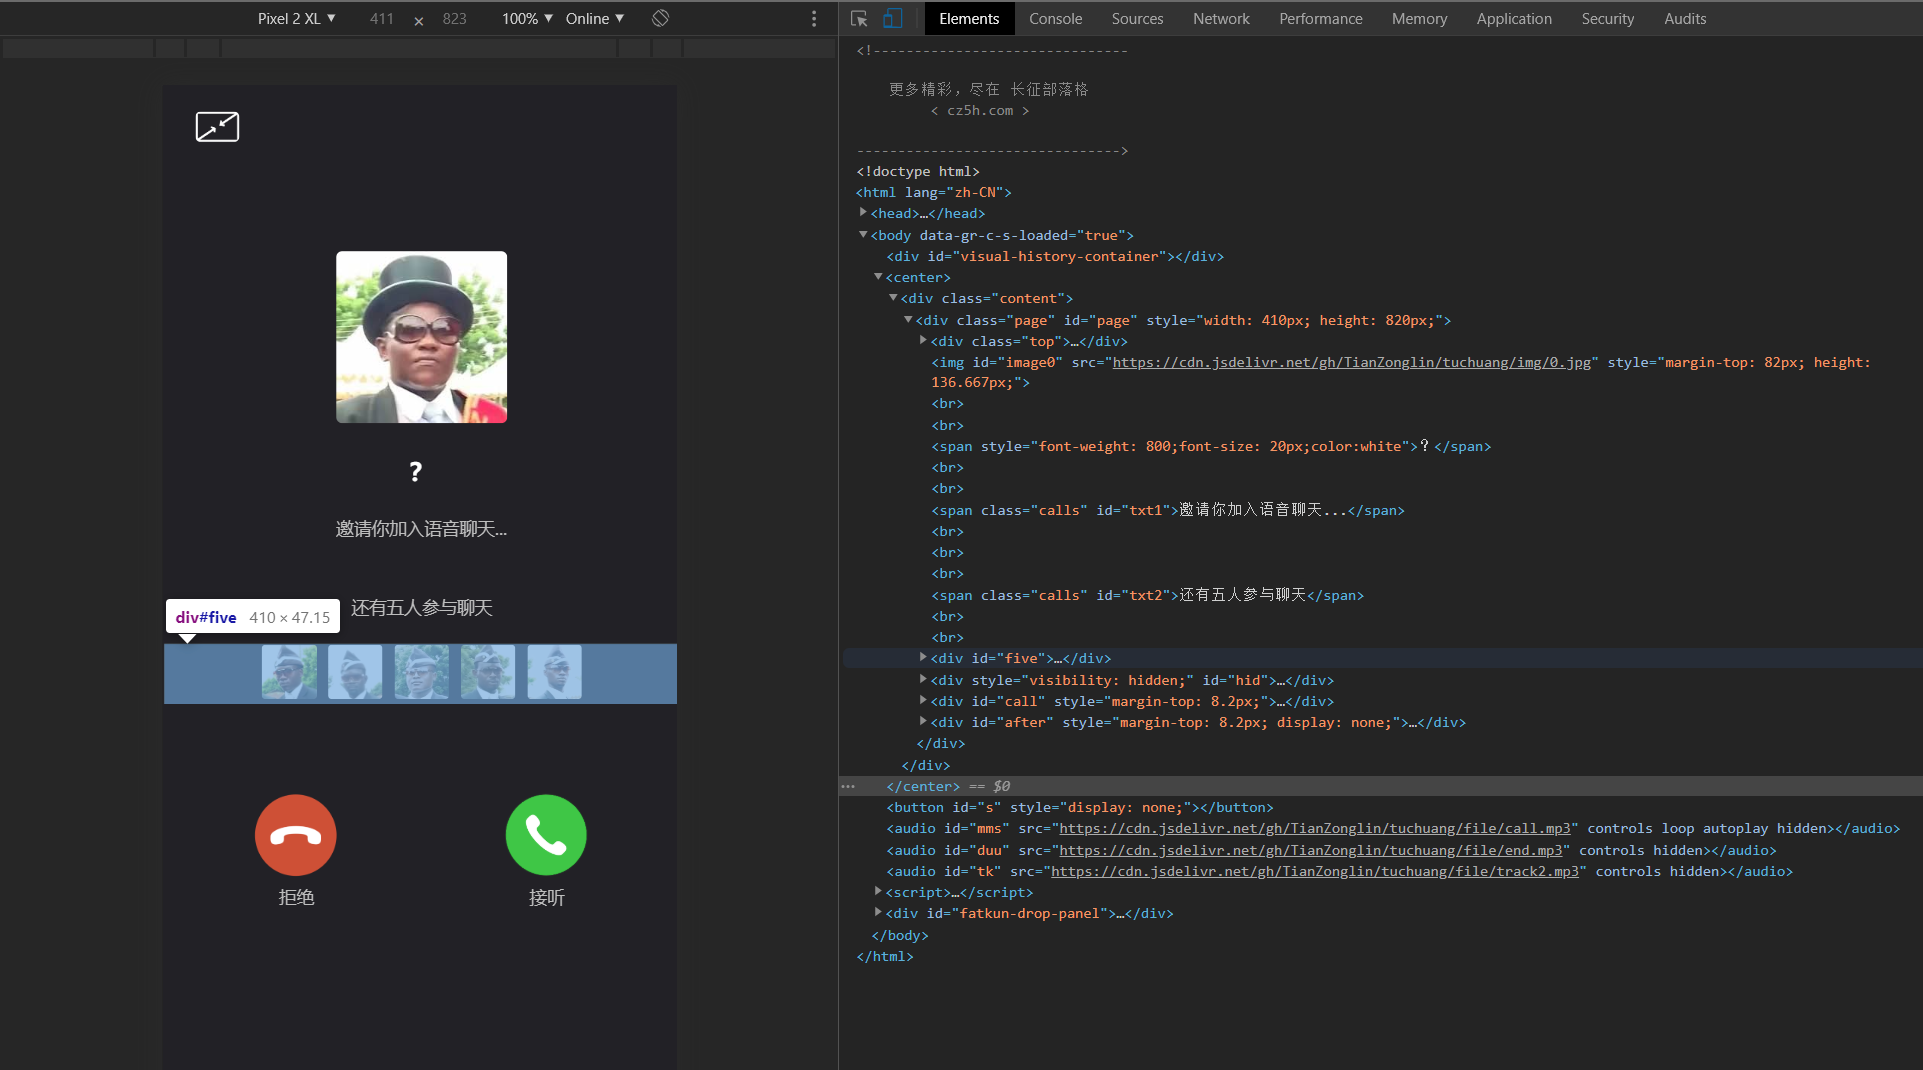 Pixel 2 XL ▼ 411 × 823 100% ▼ Online ▼
Elements Console Sources Network Performance Memory Application Security Audits
?
邀请你加入语音聊天...
还有五人参与聊天
div#five 410 × 47.15
拒绝
接听
<!-------------------------------
更多精彩，尽在 长征部落格
< cz5h.com >
-------------------------------->
<!doctype html>
<html lang="zh-CN">
<head>…</head>
<body data-gr-c-s-loaded="true">
<div id="visual-history-container"></div>
<center>
<div class="content">
<div class="page" id="page" style="width: 410px; height: 820px;">
<div class="top">…</div>
<img id="image0" src="https://cdn.jsdelivr.net/gh/TianZonglin/tuchuang/img/0.jpg" style="margin-top: 82px; height:
136.667px;">
<br>
<br>
<span style="font-weight: 800;font-size: 20px;color:white">？</span>
<br>
<br>
<span class="calls" id="txt1">邀请你加入语音聊天...</span>
<br>
<br>
<br>
<span class="calls" id="txt2">还有五人参与聊天</span>
<br>
<br>
<div id="five">…</div>
<div style="visibility: hidden;" id="hid">…</div>
<div id="call" style="margin-top: 8.2px;">…</div>
<div id="after" style="margin-top: 8.2px; display: none;">…</div>
</div>
</div>
</center> == $0
<button id="s" style="display: none;"></button>
<audio id="mms" src="https://cdn.jsdelivr.net/gh/TianZonglin/tuchuang/file/call.mp3" controls loop autoplay hidden></audio>
<audio id="duu" src="https://cdn.jsdelivr.net/gh/TianZonglin/tuchuang/file/end.mp3" controls hidden></audio>
<audio id="tk" src="https://cdn.jsdelivr.net/gh/TianZonglin/tuchuang/file/track2.mp3" controls hidden></audio>
<script>…</script>
<div id="fatkun-drop-panel">…</div>
</body>
</html>